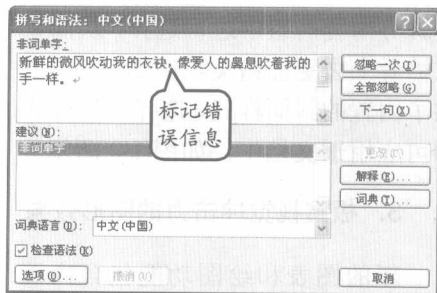 拼写和语法：中文(中国)
非词单字:
新鲜的微风吹动我的衣袂，像爱人的鼻息吹着我的
手一样。
忽略一次(I)
全部忽略(G)
下一句(X)
标记错
误信息
建议(N):
非词单字
更改(C)
解释(E)...
词典(T)...
词典语言(D): 中文(中国)
检查语法(K)
选项(O)...
撤消(U)
取消